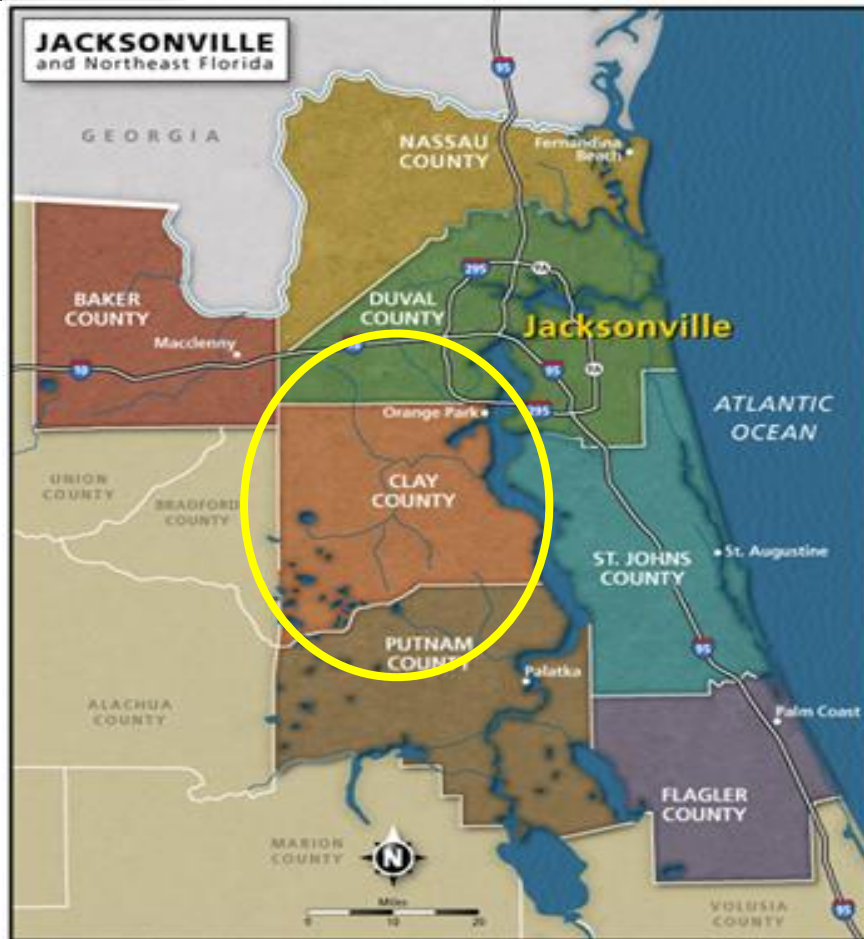 JACKSONVILLE
and Northeast Florida
95
GEORGIA
NASSAU
COUNTY
Fernandina
Beach
295
9A
BAKER
COUNTY
DUVAL
COUNTY
Jacksonville
Macclenny
10
95
9A
Orange Park
295
ATLANTIC
OCEAN
UNION
COUNTY
BRADFORD
COUNTY
CLAY
COUNTY
ST. JOHNS
COUNTY
St. Augustine
PUTNAM
COUNTY
95
Palatka
ALACHUA
COUNTY
Palm Coast
FLAGLER
COUNTY
MARION
COUNTY
N
Miles
0 10 20
VOLUSIA
COUNTY
95